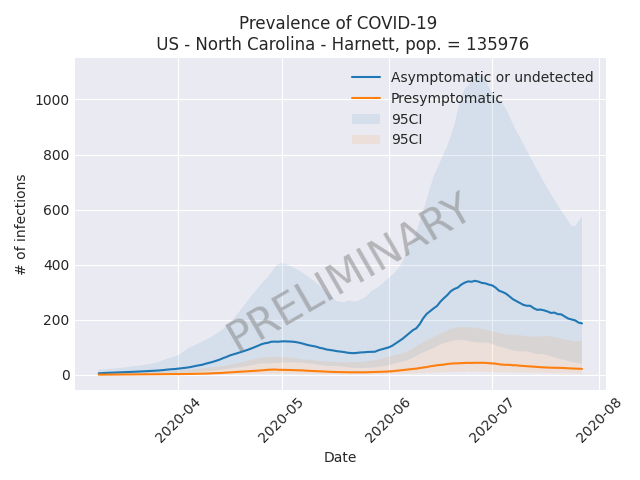 Prevalence of COVID-19
US - North Carolina - Harnett, pop. = 135976
Asymptomatic or undetected
Presymptomatic
95CI
95CI
PRELIMINARY
# of infections
1000
800
600
400
200
0
2020-04
2020-05
2020-06
2020-07
2020-08
Date